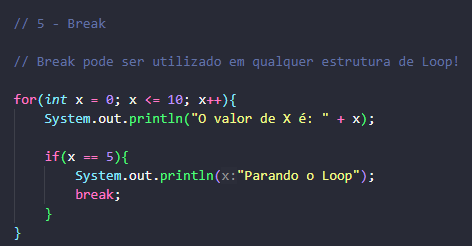 // 5 - Break
// Break pode ser utilizado em qualquer estrutura de Loop!
for(int x = 0; x <= 10; x++){
System.out.println("O valor de X é: " + x);
if(x == 5){
System.out.println(x:"Parando o Loop");
break;
}
}